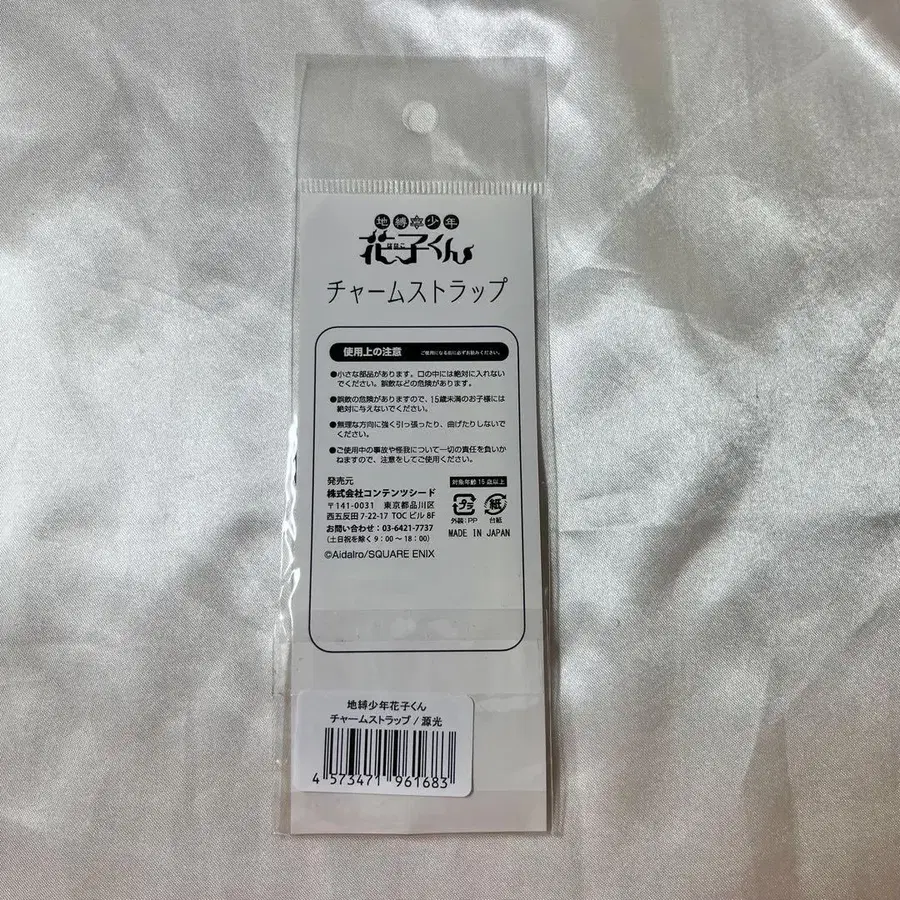 地縛少年
花子くん
はなこ
チャームストラップ
使用上の注意 ご使用になる前に必ずお読みください。
●小さな部品があります。口の中には絶対に入れない
でください。誤飲などの危険があります。
●誤飲の危険がありますので、15歳未満のお子様には
絶対に与えないでください。
●無理な方向に強く引っ張ったり、曲げたりしないで
ください。
●ご使用中の事故や怪我について一切の責任を負いか
ねますので、注意をしてご使用ください。
発売元
株式会社コンテンツシード
〒141-0031 東京都品川区
西五反田 7-22-17 TOC ビル 8F
お問い合わせ：03-6421-7737
(土日祝を除く 9：00 〜 18：00)
©AidaIro/SQUARE ENIX
対象年齢 15 歳以上
プラ 紙
外装：PP 台紙
MADE IN JAPAN
地縛少年花子くん
チャームストラップ / 源光
4 573471 961683